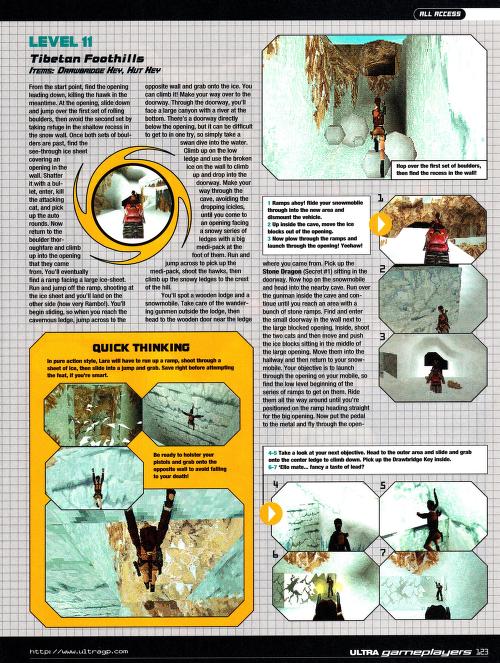 ALL ACCESS
LEVEL 11
Tibetan Foothills
ITEMS: DRAWBRIDGE KEY, HUT KEY
From the start point, find the opening
leading down, killing the hawk in the
meantime. At the opening, slide down
and jump over the first set of rolling
boulders, then avoid the second set by
taking refuge in the shallow recess in
the snow wall. Once both sets of boul-
ders are past, find the
see-through ice sheet
covering an
opening in the
wall. Shatter
it with a bul-
let, enter, kill
the attacking
cat, and pick
up the auto
rounds. Now
return to the
boulder thor-
oughfare and climb
up into the opening
that they came
from. You'll eventually
find a ramp facing a large ice-sheet.
Run and jump off the ramp, shooting at
the ice sheet and you'll land on the
other side (how very Rambo!). You'll
begin sliding, so when you reach the
cavernous ledge, jump across to the
opposite wall and grab onto the ice. You
can climb it! Make your way over to the
doorway. Through the doorway, you'll
face a large canyon with a river at the
bottom. There's a doorway directly
below the opening, but it can be difficult
to get to in one try, so simply take a
swan dive into the water.
Climb up on the low
ledge and use the broken
ice on the wall to climb
up and drop into the
doorway. Make your
way through the
cave, avoiding the
dropping icicles,
until you come to
an opening facing
a snowy series of
ledges with a big
medi-pack at the
foot of them. Run and
jump across to pick up the
medi-pack, shoot the hawks, then
climb up the snowy ledges to the crest
of the hill.
You'll spot a wooden lodge and a
snowmobile. Take care of the wander-
ing gunmen outside the lodge, then
head to the wooden door near the ledge
Hop over the first set of boulders,
then find the recess in the wall!
1 Ramps ahoy! Ride your snowmobile
through into the new area and
dismount the vehicle.
2 Up inside the cave, move the ice
blocks out of the opening.
3 Now plow through the ramps and
launch through the opening! Yeehaw!
1
2
3
where you came from. Pick up the
Stone Dragon (Secret #1) sitting in the
doorway. Now hop on the snowmobile
and head into the nearby cave. Run over
the gunman inside the cave and con-
tinue until you reach an area with a
bunch of stone ramps. Find and enter
the small doorway in the wall next to
the large blocked opening. Inside, shoot
the two cats and then move and push
the ice blocks sitting in the middle of
the large opening. Move them into the
hallway and then return to your snow-
mobile. Your objective is to launch
through the opening on your mobile, so
find the low level beginning of the
series of ramps to get on them. Ride
them all the way around until you're
positioned on the ramp heading straight
for the big opening. Now put the pedal
to the metal and fly through the open-
QUICK THINKING
In pure action style, Lara will have to run up a ramp, shoot through a
sheet of ice, then slide into a jump and grab. Save right before attempting
the feat, if you're smart.
Be ready to holster your
pistols and grab onto the
opposite wall to avoid falling
to your death!
4-5 Take a look at your next objective. Head to the outer area and slide and grab
onto the center ledge to climb down. Pick up the Drawbridge Key inside.
6-7 'Ello mate... fancy a taste of lead?
4
5
6
7
http://www.ultragp.com
ULTRA gameplayers 123